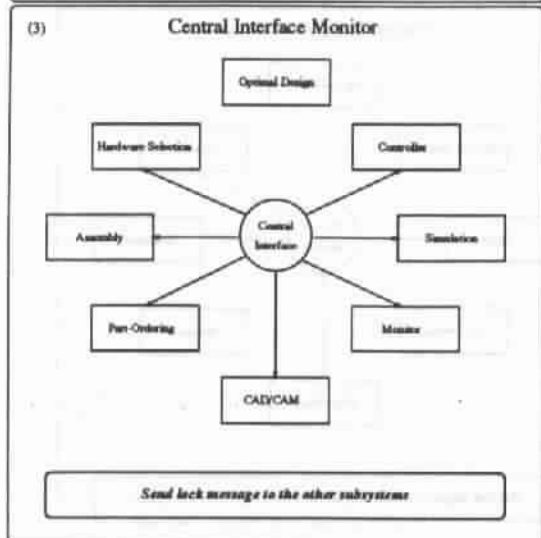 (3)
Central Interface Monitor
Optimal Design
Hardware Selection
Controller
Central
Interface
Assembly
Simulation
Part-Ordering
Monitor
CAD/CAM
Send lock message to the other subsystems